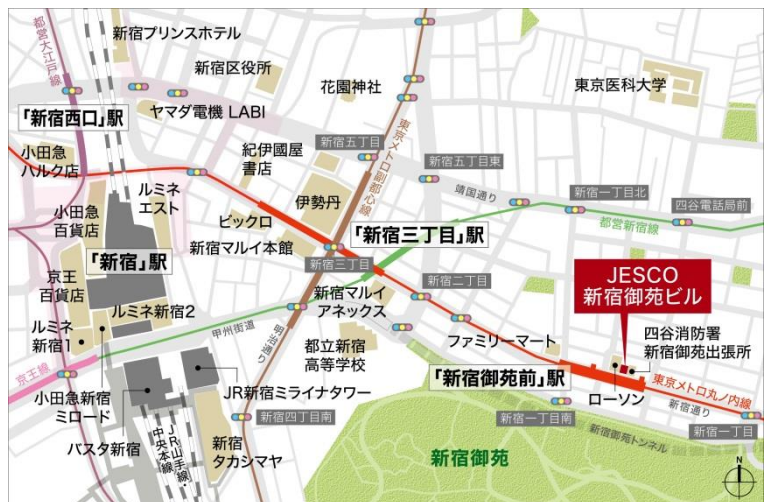 都営大江戸線
新宿プリンスホテル
新宿区役所
花園神社
東京医科大学
ヤマダ電機 LABI
「新宿西口」駅
新宿五丁目
東京メトロ副都心線
新宿五丁目東
紀伊國屋
書店
小田急
ハルク店
ルミネ
エスト
伊勢丹
靖国通り
新宿一丁目北
四谷電話局前
小田急
百貨店
ビックロ
都営新宿線
新宿マルイ本館
「新宿三丁目」駅
「新宿」駅
新宿三丁目
京王
百貨店
新宿二丁目
JESCO
新宿御苑ビル
ルミネ新宿2
新宿マルイ
アネックス
甲州街道
明治通り
ルミネ
新宿1
ファミリーマート
四谷消防署
新宿御苑出張所
都立新宿
高等学校
京王線
JR新宿ミライナタワー
「新宿御苑前」駅
ローソン
東京メトロ丸ノ内線
新宿通り
小田急新宿
ミロード
新宿四丁目南
新宿一丁目南
新宿一丁目
新宿御苑トンネル
バスタ新宿
JR山手線・
中央本線
新宿
タカシマヤ
新宿御苑
N